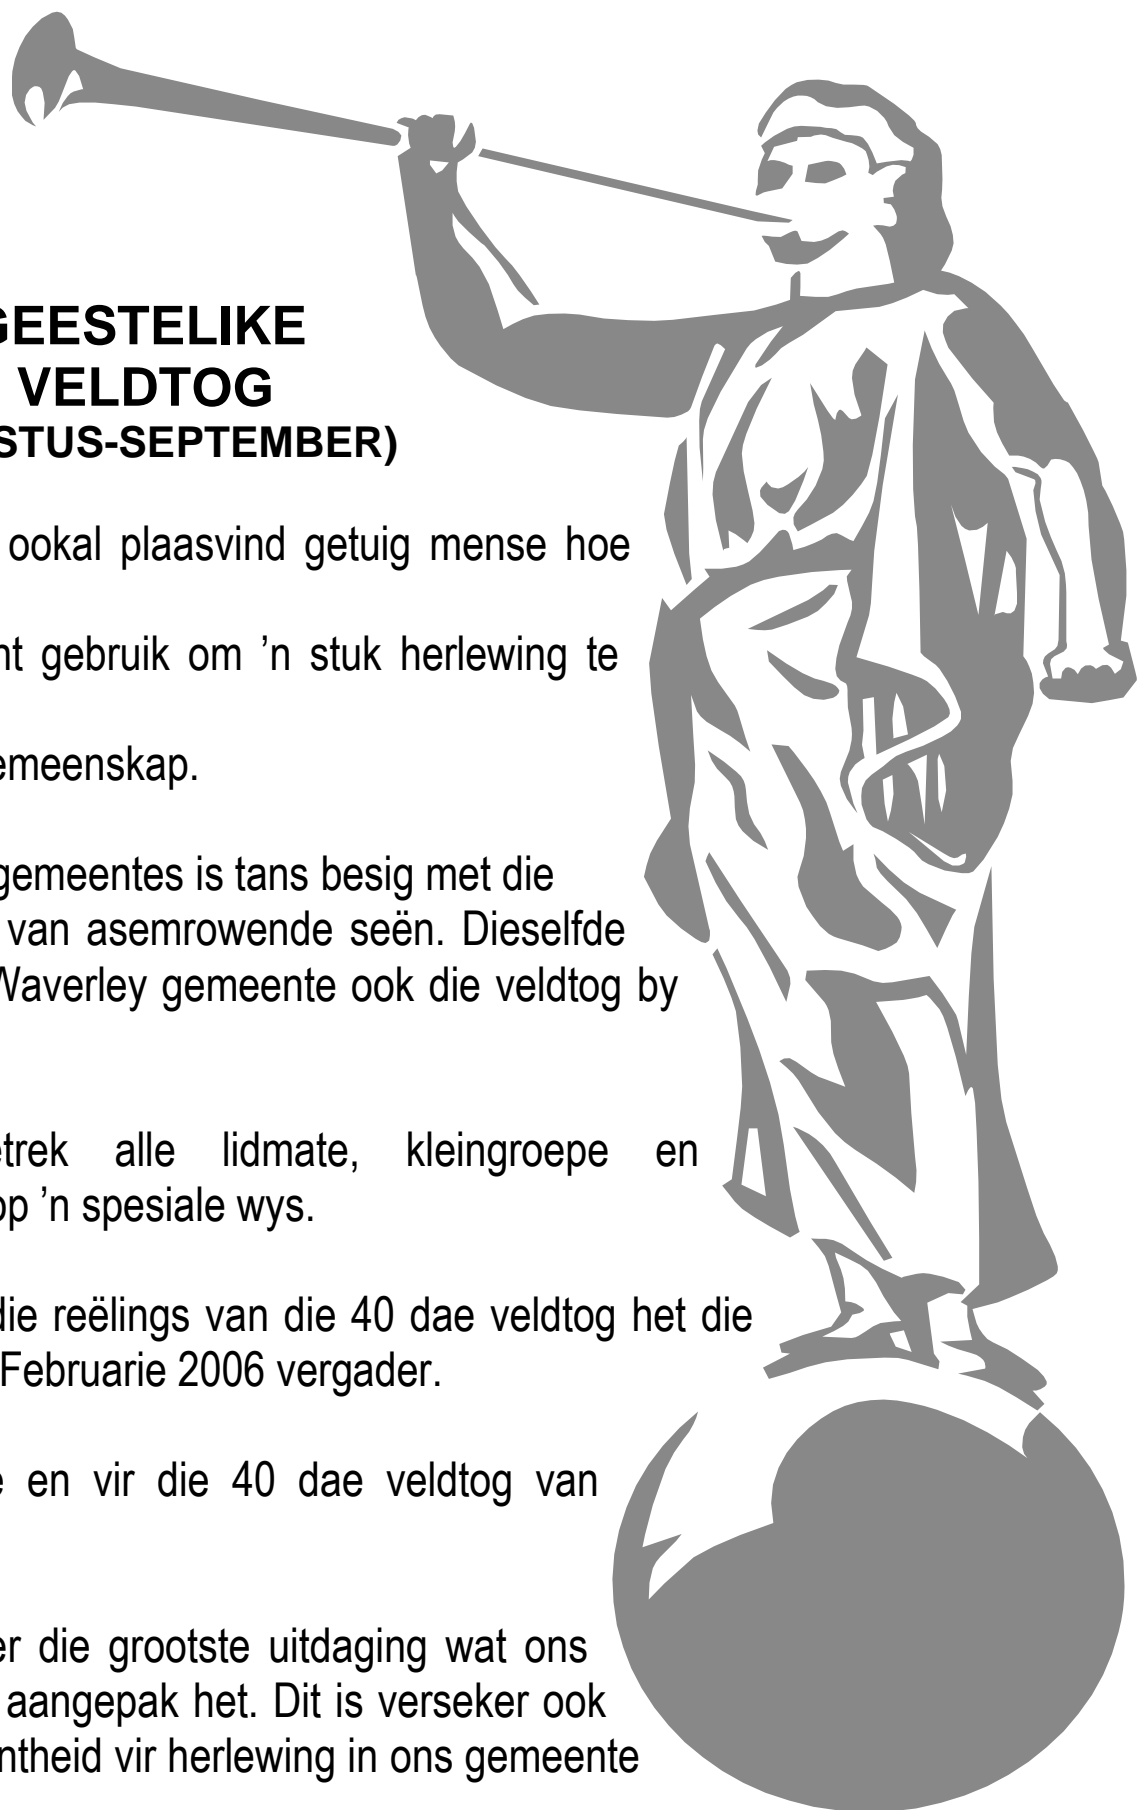 GEESTELIKE
VELDTOG
STUS-SEPTEMBER)
ookal plaasvind getuig mense hoe
nt gebruik om ’n stuk herlewing te
emeenskap.
gemeentes is tans besig met die
van asemrowende seën. Dieselfde
Waverley gemeente ook die veldtog by
etrek alle lidmate, kleingroepe en
op ’n spesiale wys.
die reëlings van die 40 dae veldtog het die
Februarie 2006 vergader.
e en vir die 40 dae veldtog van
er die grootste uitdaging wat ons
aangepak het. Dit is verseker ook
ntheid vir herlewing in ons gemeente